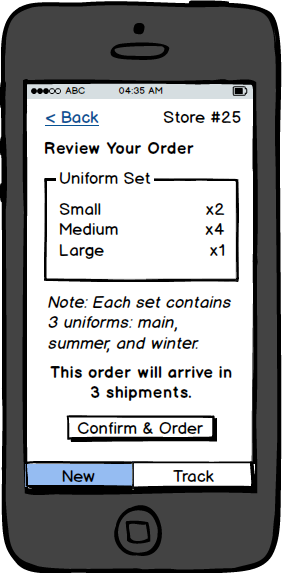 ABC 04:35 AM
< Back Store #25
Review Your Order
Uniform Set
Small x2
Medium x4
Large x1
Note: Each set contains
3 uniforms: main,
summer, and winter.
This order will arrive in
3 shipments.
Confirm & Order
New Track